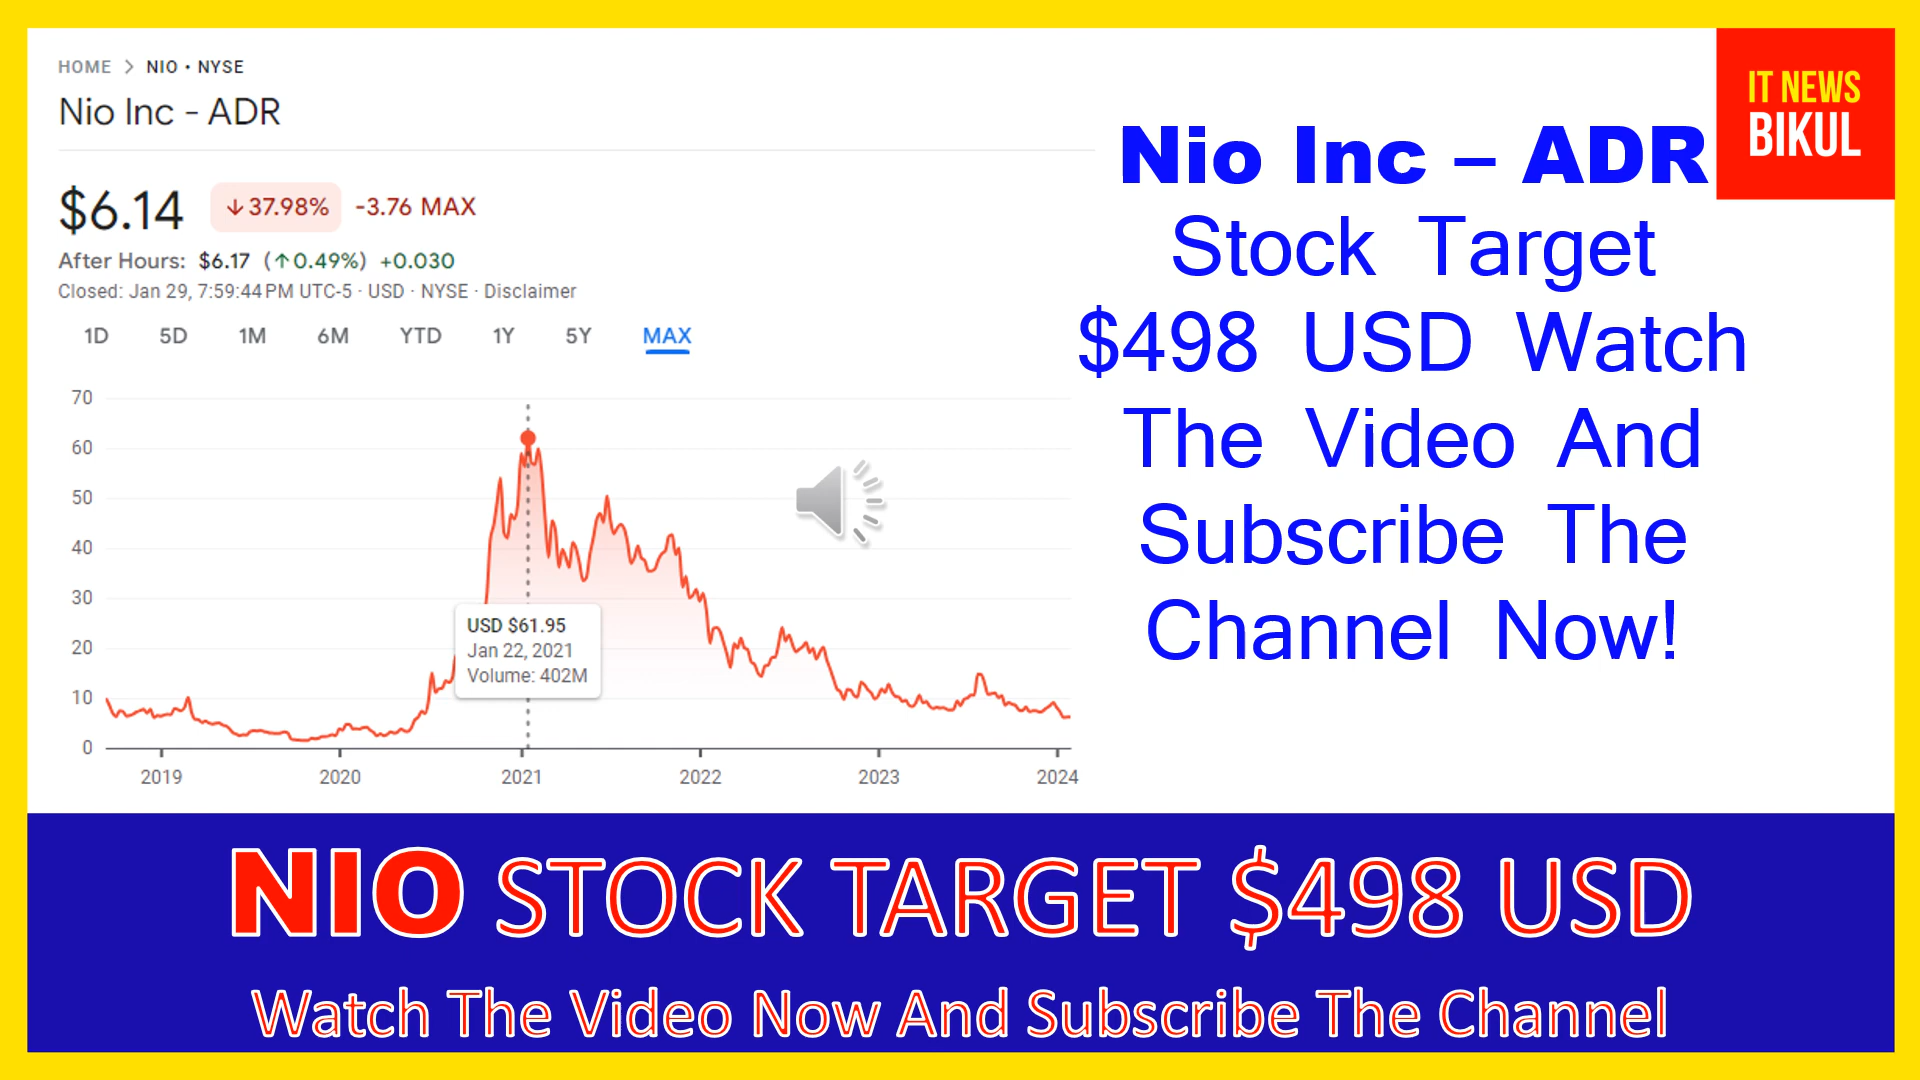 HOME > NIO • NYSE
Nio Inc - ADR
$6.14 ↓37.98% -3.76 MAX
After Hours: $6.17 (↑0.49%) +0.030
Closed: Jan 29, 7:59:44 PM UTC-5 · USD · NYSE · Disclaimer
1D 5D 1M 6M YTD 1Y 5Y MAX
70
60
50
40
30
20
10
0
USD $61.95
Jan 22, 2021
Volume: 402M
2019 2020 2021 2022 2023 2024
IT NEWS
BIKUL
Nio Inc – ADR
Stock Target
$498 USD Watch
The Video And
Subscribe The
Channel Now!
NIO STOCK TARGET $498 USD
Watch The Video Now And Subscribe The Channel